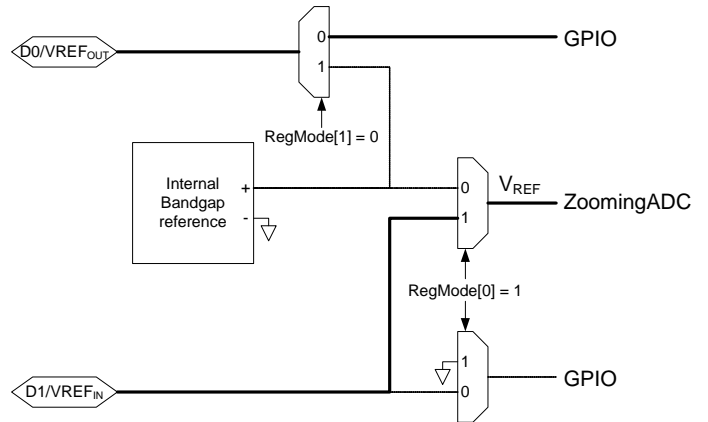 D0/VREFOUT
0
1
GPIO
RegMode[1] = 0
Internal
Bandgap
reference
+
-
0
1
VREF
ZoomingADC
RegMode[0] = 1
D1/VREFIN
1
0
GPIO